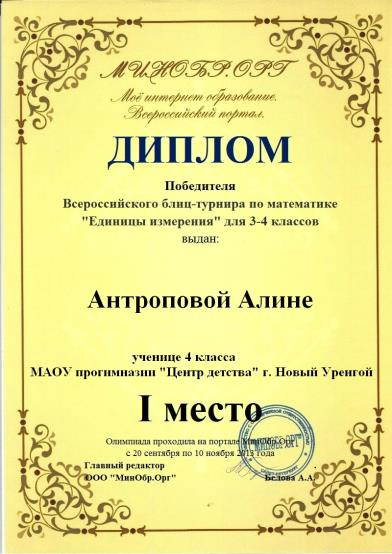 МИНОБР.ОРГ
Моё интернет образование.
Всероссийский портал.
ДИПЛОМ
Победителя
Всероссийского блиц-турнира по математике
"Единицы измерения" для 3-4 классов
выдан:
Антроповой Алине
ученице 4 класса
МАОУ прогимназии "Центр детства" г. Новый Уренгой
I место
Олимпиада проходила на портале МинОбр.Орг
с 20 сентября по 10 ноября 2013 года
Главный редактор
ООО "МинОбр.Орг" Белова А.А.
"МИНОБР.ОРГ"